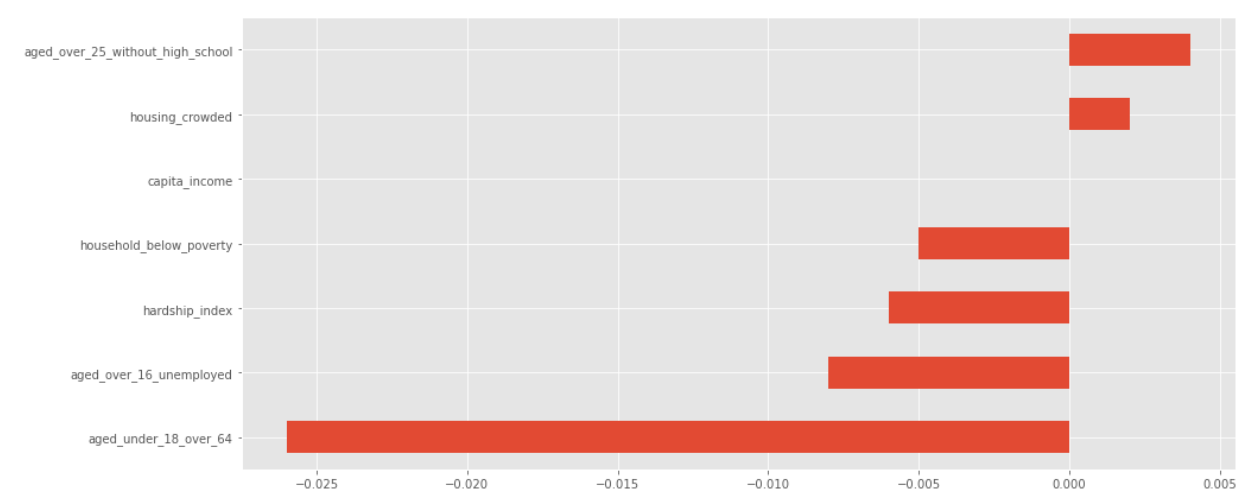 aged_over_25_without_high_school
housing_crowded
capita_income
household_below_poverty
hardship_index
aged_over_16_unemployed
aged_under_18_over_64
−0.025 −0.020 −0.015 −0.010 −0.005 0.000 0.005